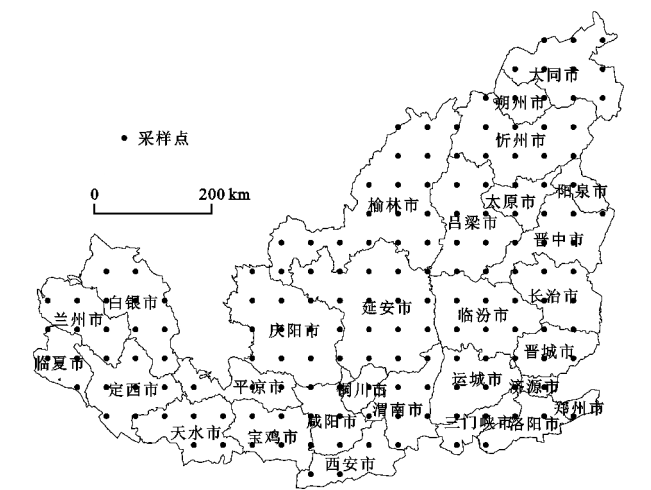 大同市
朔州市
采样点
忻州市
0 200 km
榆林市
太原市
阳泉市
吕梁市
晋中市
白银市
兰州市
延安市
临汾市
长治市
庆阳市
临夏市
晋城市
定西市
平凉市
铜川市
运城市
济源市
渭南市
郑州市
天水市
宝鸡市
咸阳市
三门峡市
洛阳市
西安市